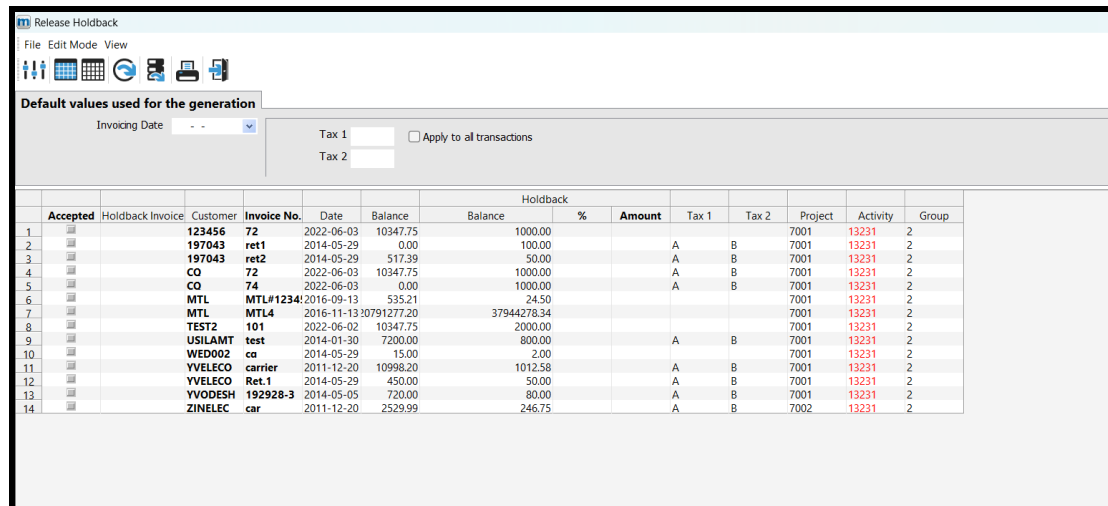 m Release Holdback
File Edit Mode View
Default values used for the generation
Invoicing Date - -
Tax 1 Apply to all transactions
Tax 2
Holdback
Accepted Holdback Invoice Customer Invoice No. Date Balance Balance % Amount Tax 1 Tax 2 Project Activity Group
1 123456 72 2022-06-03 10347.75 1000.00 7001 13231 2
2 197043 ret1 2014-05-29 0.00 100.00 A B 7001 13231 2
3 197043 ret2 2014-05-29 517.39 50.00 A B 7001 13231 2
4 CQ 72 2022-06-03 10347.75 1000.00 A B 7001 13231 2
5 CQ 74 2022-06-03 0.00 1000.00 A B 7001 13231 2
6 MTL MTL#1234 2016-09-13 535.21 24.50 7001 13231 2
7 MTL MTL4 2016-11-13 20791277.20 37944278.34 7001 13231 2
8 TEST2 101 2022-06-02 10347.75 2000.00 7001 13231 2
9 USILAMT test 2014-01-30 7200.00 800.00 A B 7001 13231 2
10 WED002 ca 2014-05-29 15.00 2.00 7001 13231 2
11 YVELECO carrier 2011-12-20 10998.20 1012.58 A B 7001 13231 2
12 YVELECO Ret.1 2014-05-29 450.00 50.00 A B 7001 13231 2
13 YVODESH 192928-3 2014-05-05 720.00 80.00 A B 7001 13231 2
14 ZINELEC car 2011-12-20 2529.99 246.75 A B 7002 13231 2